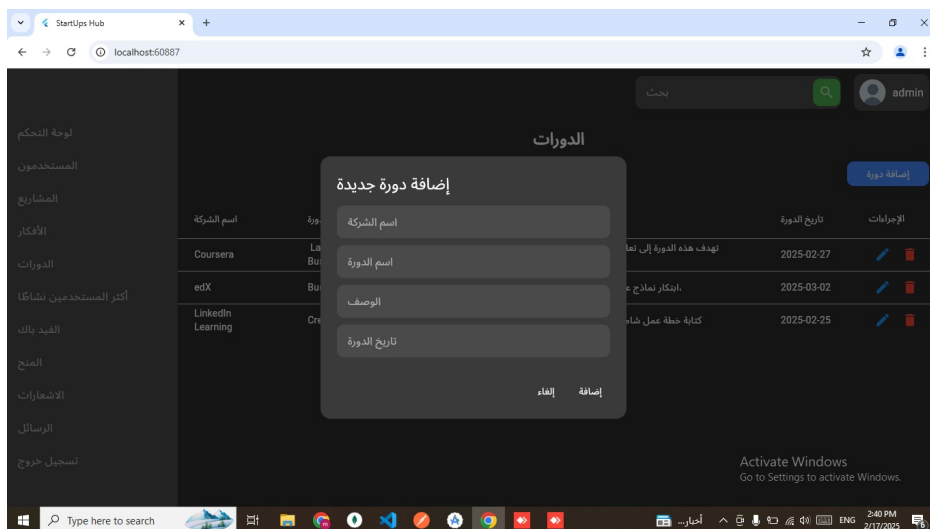 StartUps Hub
localhost:60887
بحث
admin
الدورات
إضافة دورة
لوحة التحكم
المستخدمون
المشاريع
الأفكار
الدورات
أكثر المستخدمين نشاطًا
الفيد باك
المنح
الاشعارات
الرسائل
تسجيل خروج
اسم الشركة
تاريخ الدورة
الإجراءات
Coursera
تهدف هذه الدورة إلى
2025-02-27
edX
ابتكار نماذج
2025-03-02
LinkedIn
Learning
كتابة خطة عمل
2025-02-25
إضافة دورة جديدة
اسم الشركة
اسم الدورة
الوصف
تاريخ الدورة
إلغاء
إضافة
Activate Windows
Go to Settings to activate Windows.
Type here to search
أخبار...
ENG
2:40 PM
2/17/2025